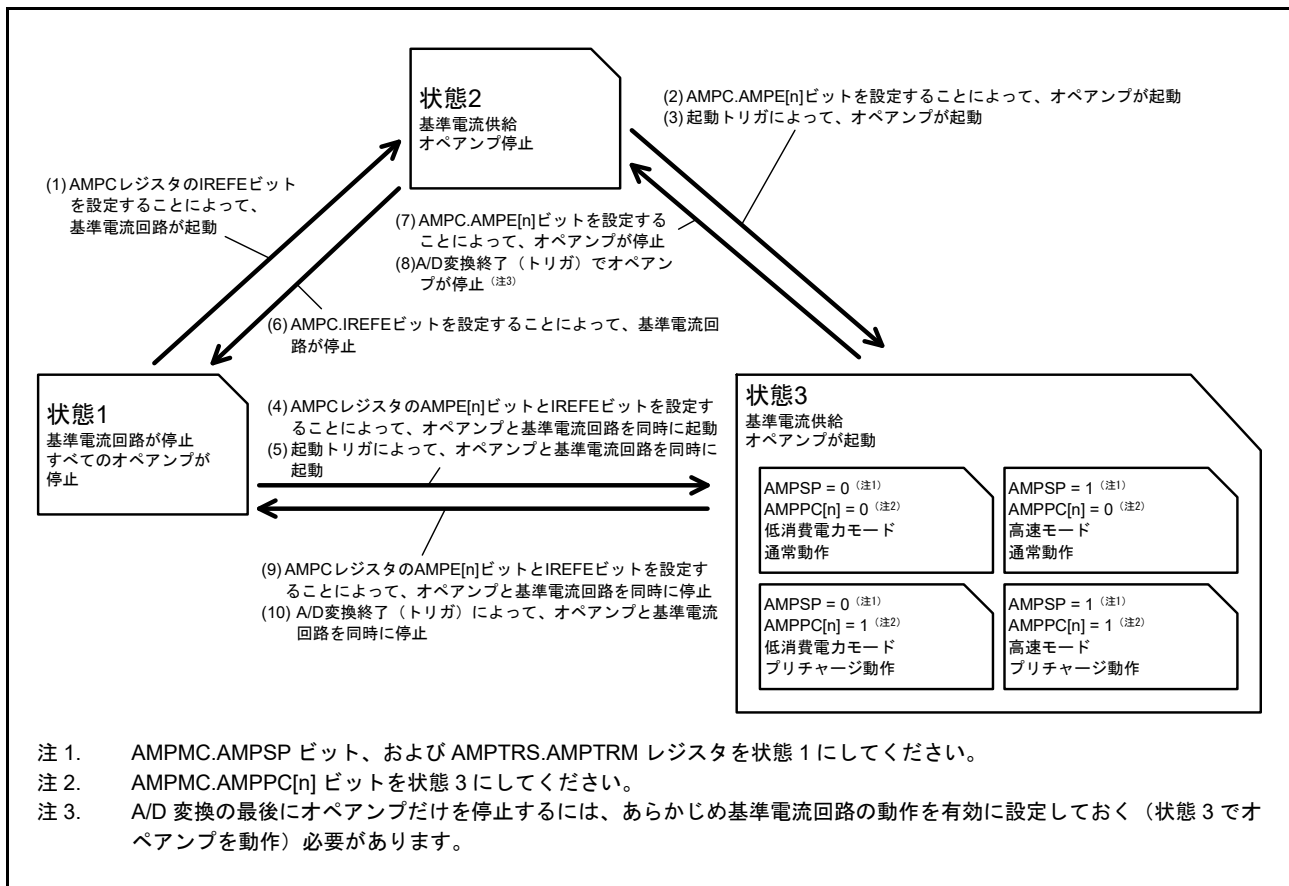 状態2
基準電流供給
オペアンプ停止
(2) AMPC.AMPE[n]ビットを設定することによって、オペアンプが起動
(3) 起動トリガによって、オペアンプが起動
(1) AMPCレジスタのIREFEビット
を設定することによって、
基準電流回路が起動
(7) AMPC.AMPE[n]ビットを設定する
ことによって、オペアンプが停止
(8)A/D変換終了（トリガ）でオペアン
プが停止（注3）
(6) AMPC.IREFEビットを設定することによって、基準電流回
路が停止
状態1
基準電流回路が停止
すべてのオペアンプが
停止
(4) AMPCレジスタのAMPE[n]ビットとIREFEビットを設定す
ることによって、オペアンプと基準電流回路を同時に起動
(5) 起動トリガによって、オペアンプと基準電流回路を同時に
起動
(9) AMPCレジスタのAMPE[n]ビットとIREFEビットを設定す
ることによって、オペアンプと基準電流回路を同時に停止
(10) A/D変換終了（トリガ）によって、オペアンプと基準電流
回路を同時に停止
状態3
基準電流供給
オペアンプが起動
AMPSP = 0（注1）
AMPPC[n] = 0（注2）
低消費電力モード
通常動作
AMPSP = 1（注1）
AMPPC[n] = 0（注2）
高速モード
通常動作
AMPSP = 0（注1）
AMPPC[n] = 1（注2）
低消費電力モード
プリチャージ動作
AMPSP = 1（注1）
AMPPC[n] = 1（注2）
高速モード
プリチャージ動作
注 1. AMPMC.AMPSP ビット、および AMPTRS.AMPTRM レジスタを状態 1 にしてください。
注 2. AMPMC.AMPPC[n] ビットを状態 3 にしてください。
注 3. A/D 変換の最後にオペアンプだけを停止するには、あらかじめ基準電流回路の動作を有効に設定しておく（状態 3 でオ
ペアンプを動作）必要があります。